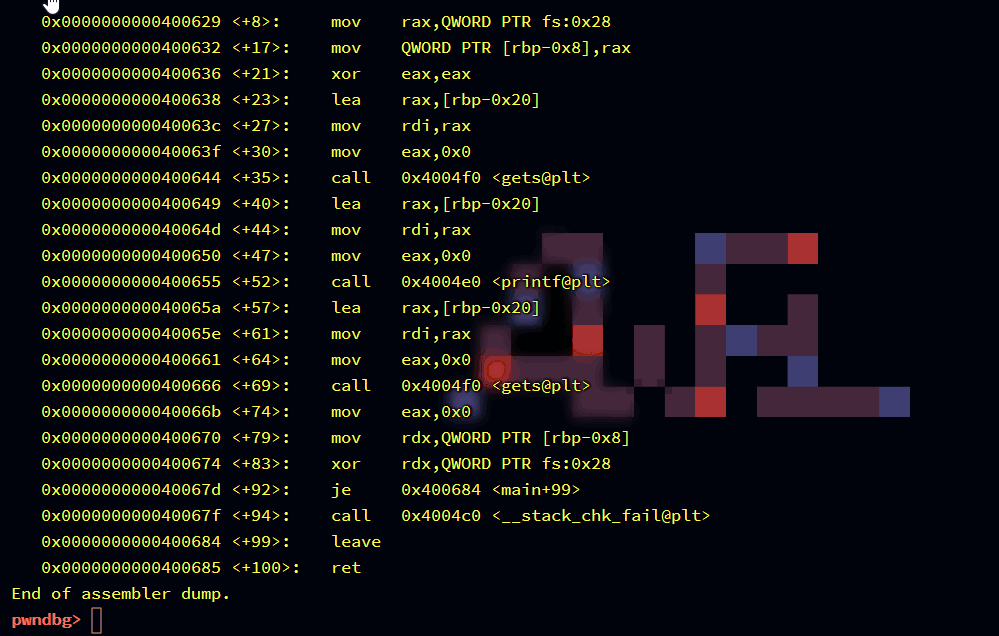 0x0000000000400629 <+8>: mov rax,QWORD PTR fs:0x28
0x0000000000400632 <+17>: mov QWORD PTR [rbp-0x8],rax
0x0000000000400636 <+21>: xor eax,eax
0x0000000000400638 <+23>: lea rax,[rbp-0x20]
0x000000000040063c <+27>: mov rdi,rax
0x000000000040063f <+30>: mov eax,0x0
0x0000000000400644 <+35>: call 0x4004f0 <gets@plt>
0x0000000000400649 <+40>: lea rax,[rbp-0x20]
0x000000000040064d <+44>: mov rdi,rax
0x0000000000400650 <+47>: mov eax,0x0
0x0000000000400655 <+52>: call 0x4004e0 <printf@plt>
0x000000000040065a <+57>: lea rax,[rbp-0x20]
0x000000000040065e <+61>: mov rdi,rax
0x0000000000400661 <+64>: mov eax,0x0
0x0000000000400666 <+69>: call 0x4004f0 <gets@plt>
0x000000000040066b <+74>: mov eax,0x0
0x0000000000400670 <+79>: mov rdx,QWORD PTR [rbp-0x8]
0x0000000000400674 <+83>: xor rdx,QWORD PTR fs:0x28
0x000000000040067d <+92>: je 0x400684 <main+99>
0x000000000040067f <+94>: call 0x4004c0 <__stack_chk_fail@plt>
0x0000000000400684 <+99>: leave
0x0000000000400685 <+100>: ret
End of assembler dump.
pwndbg>